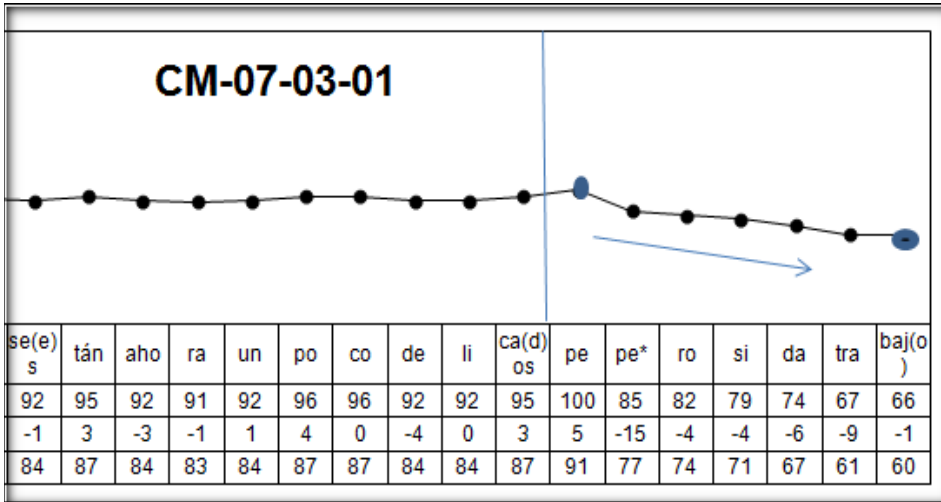 CM-07-03-01
se(e)s tán aho ra un po co de li ca(d)os pe pe* ro si da tra baj(o)
92 95 92 91 92 96 96 92 92 95 100 85 82 79 74 67 66
-1 3 -3 -1 1 4 0 -4 0 3 5 -15 -4 -4 -6 -9 -1
84 87 84 83 84 87 87 84 84 87 91 77 74 71 67 61 60